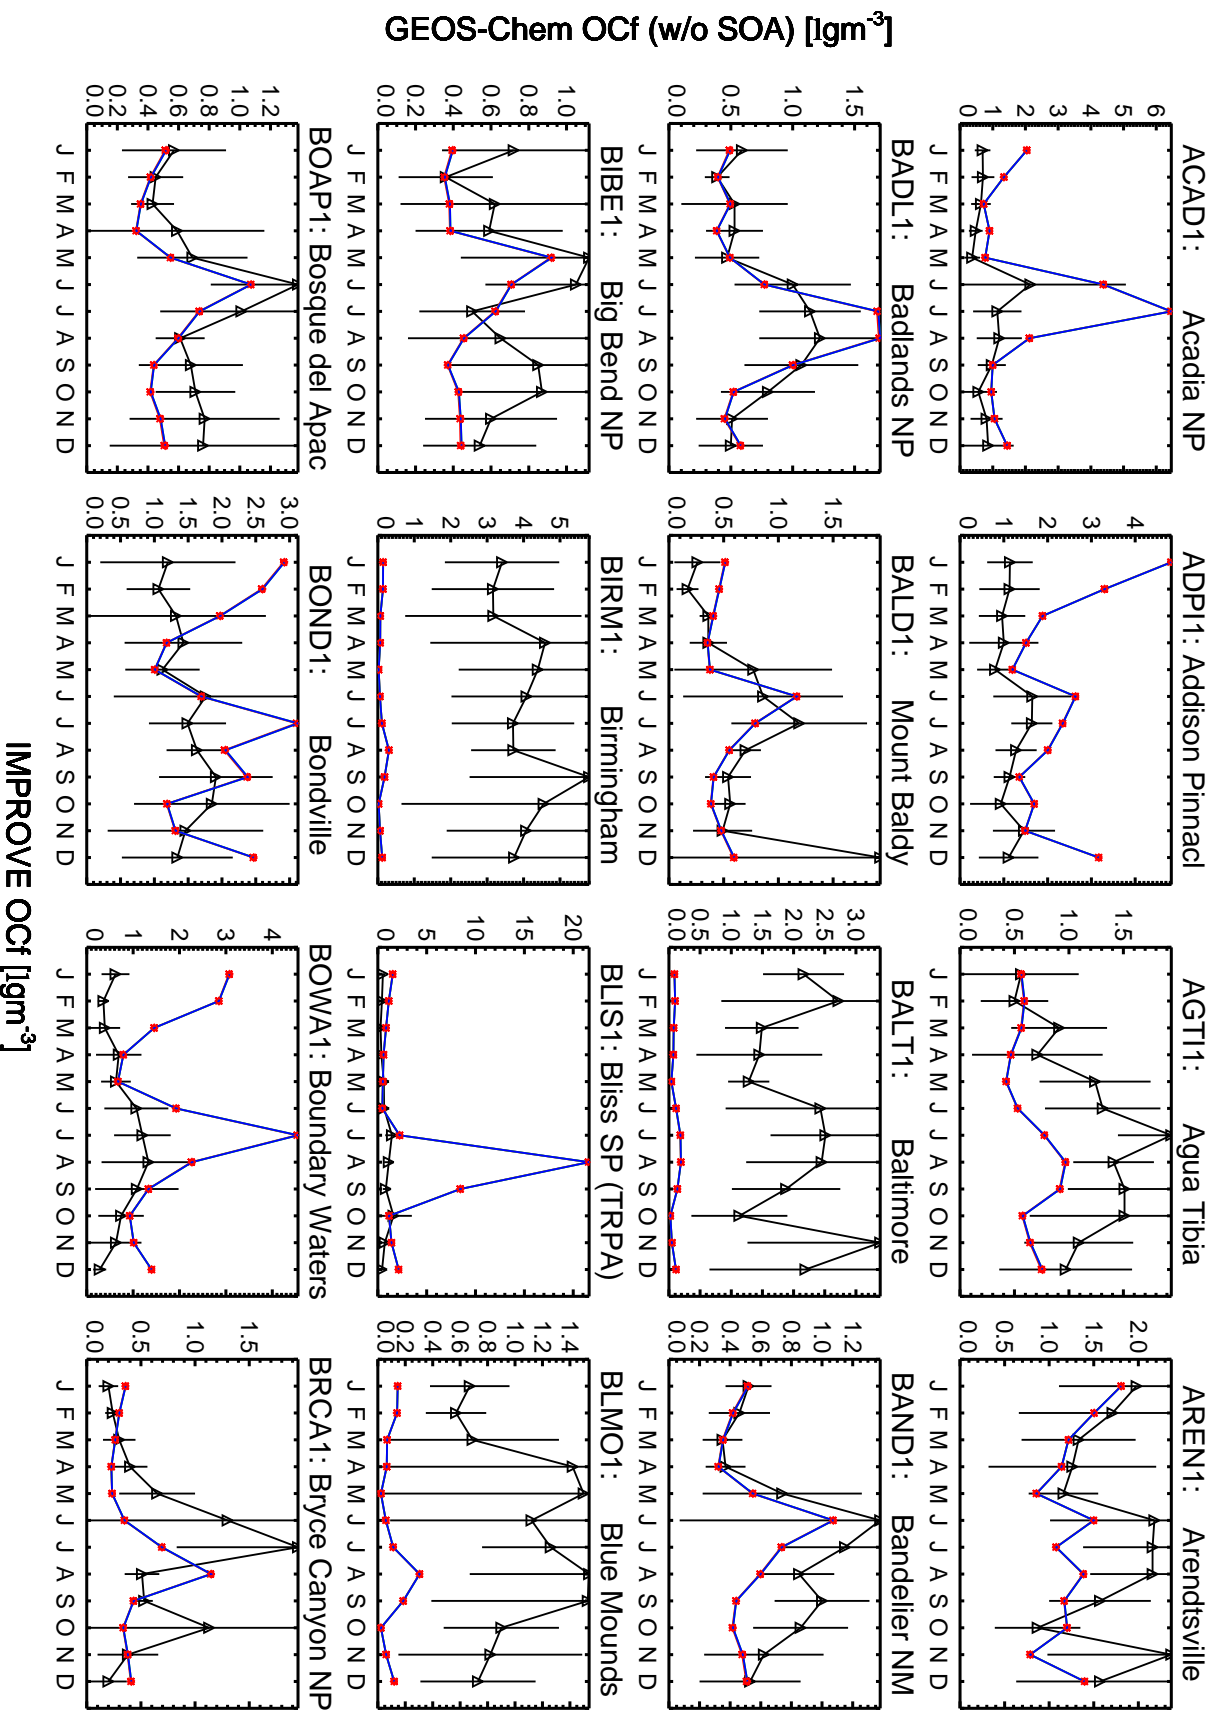 GEOS-Chem OCf (w/o SOA) [Igm-3]
ACAD1: Acadia NP
0 1 2 3 4 5 6
J F M A M J J A S O N D
ADPI1: Addison Pinnacl
0 1 2 3 4
J F M A M J J A S O N D
AGTI1: Agua Tibia
0.0 0.5 1.0 1.5
J F M A M J J A S O N D
AREN1: Arendtsville
0.0 0.5 1.0 1.5 2.0
J F M A M J J A S O N D
BADL1: Badlands NP
0.0 0.5 1.0 1.5
J F M A M J J A S O N D
BALD1: Mount Baldy
0.0 0.5 1.0 1.5
J F M A M J J A S O N D
BALT1: Baltimore
0.0 0.5 1.0 1.5 2.0 2.5 3.0
J F M A M J J A S O N D
BAND1: Bandelier NM
0.0 0.2 0.4 0.6 0.8 1.0 1.2
J F M A M J J A S O N D
BIBE1: Big Bend NP
0.0 0.2 0.4 0.6 0.8 1.0
J F M A M J J A S O N D
BIRM1: Birmingham
0 1 2 3 4 5
J F M A M J J A S O N D
BLIS1: Bliss SP (TRPA)
0 5 10 15 20
J F M A M J J A S O N D
BLMO1: Blue Mounds
0.0 0.2 0.4 0.6 0.8 1.0 1.2 1.4
J F M A M J J A S O N D
BOAP1: Bosque del Apac
0.0 0.2 0.4 0.6 0.8 1.0 1.2
J F M A M J J A S O N D
BOND1: Bondville
0.0 0.5 1.0 1.5 2.0 2.5 3.0
J F M A M J J A S O N D
BOWA1: Boundary Waters
0 1 2 3 4
J F M A M J J A S O N D
BRCA1: Bryce Canyon NP
0.0 0.5 1.0 1.5
J F M A M J J A S O N D
IMPROVE OCf [Igm-3]